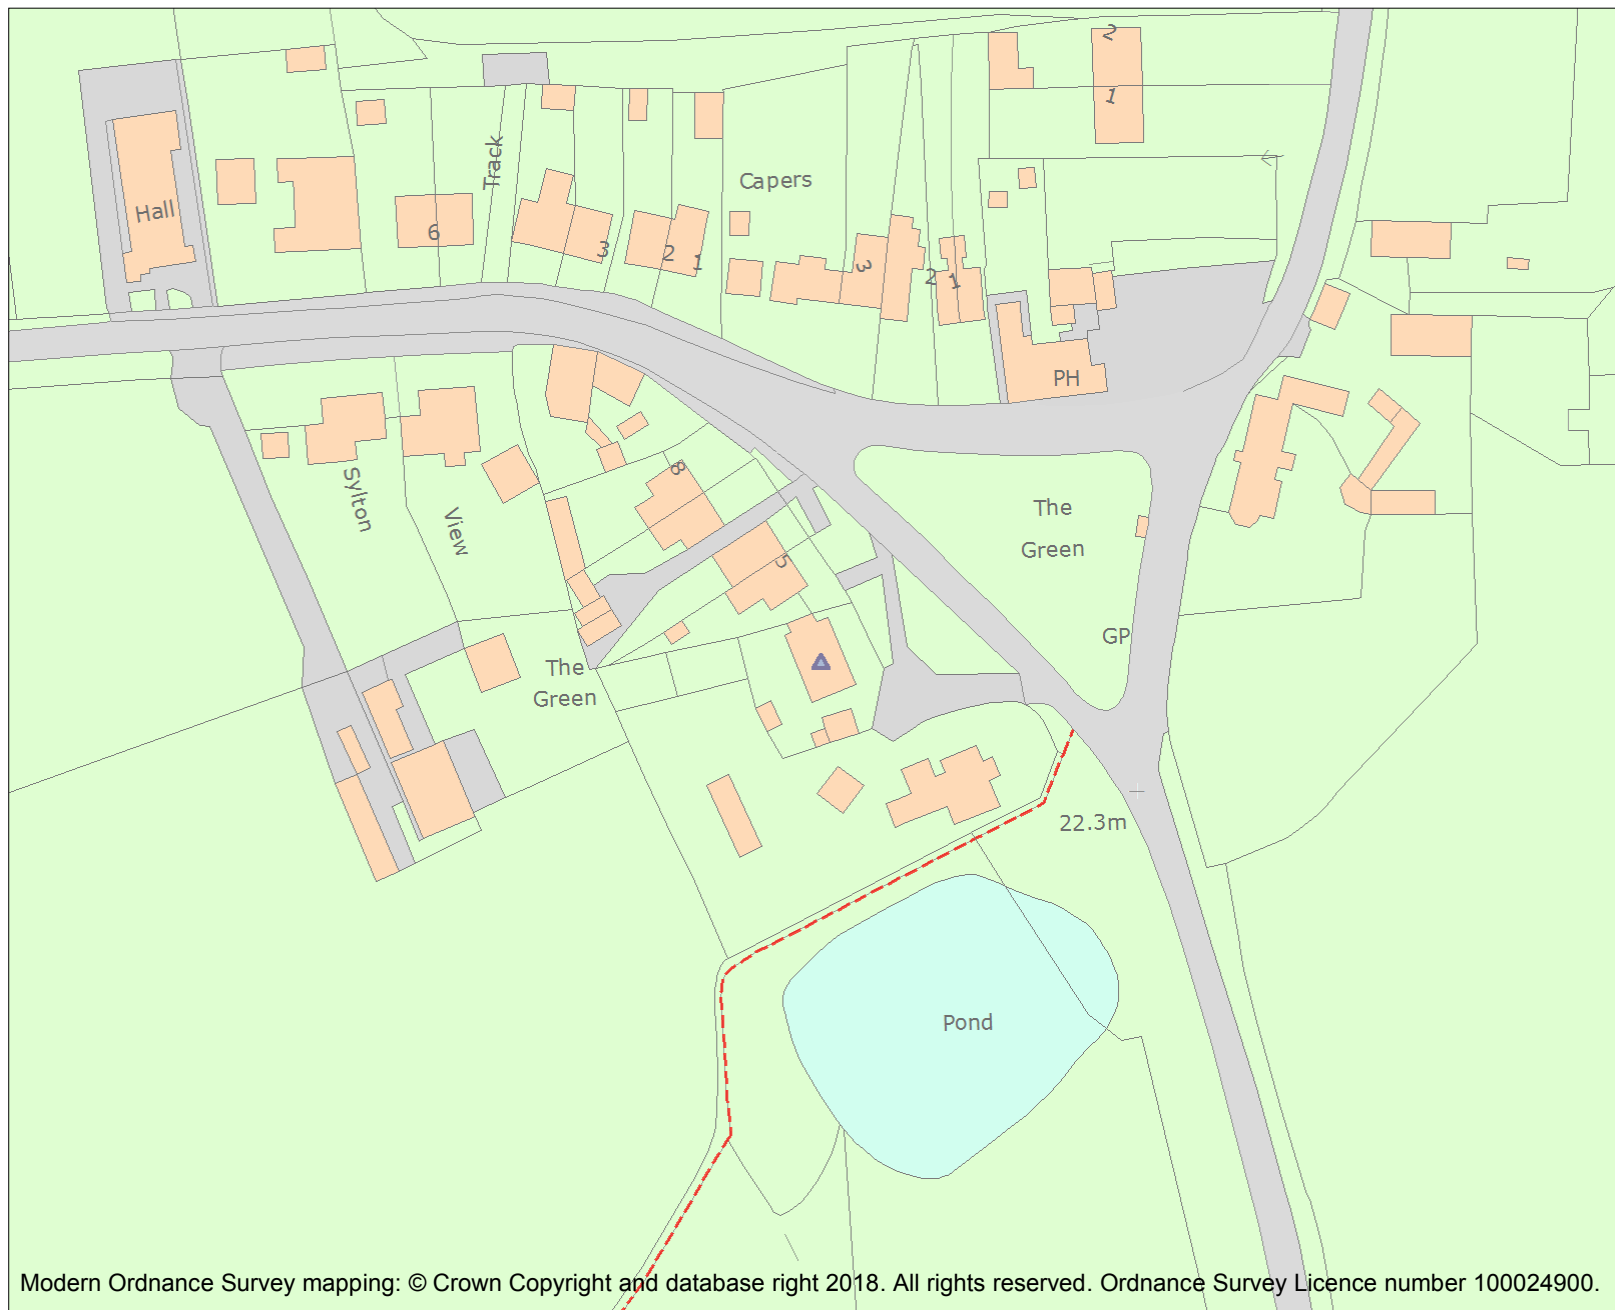 2
1
Track
Capers
Hall
6
3
2
1
3
2
1
PH
8
Sylton
View
The
Green
5
GP
The
Green
22.3m
Pond
Modern Ordnance Survey mapping: © Crown Copyright and database right 2018. All rights reserved. Ordnance Survey Licence number 100024900.